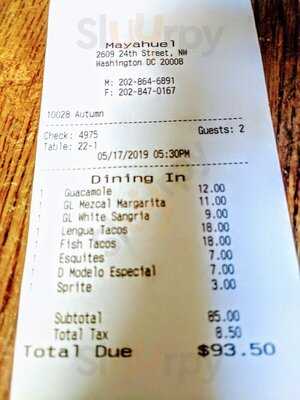 Mayahuel
2609 24th Street, NW
Washington DC 20008
M: 202-864-6891
F: 202-847-0167
10028 Autumn
Check: 4975 Guests: 2
Table: 22-1
05/17/2019 05:30PM
Dining In
1 Guacamole 12.00
1 GL Mezcal Margarita 11.00
1 GL White Sangria 9.00
1 Lengua Tacos 18.00
1 Fish Tacos 18.00
1 Esquites 7.00
1 D Modelo Especial 7.00
1 Sprite 3.00
Subtotal 85.00
Total Tax 8.50
Total Due $93.50